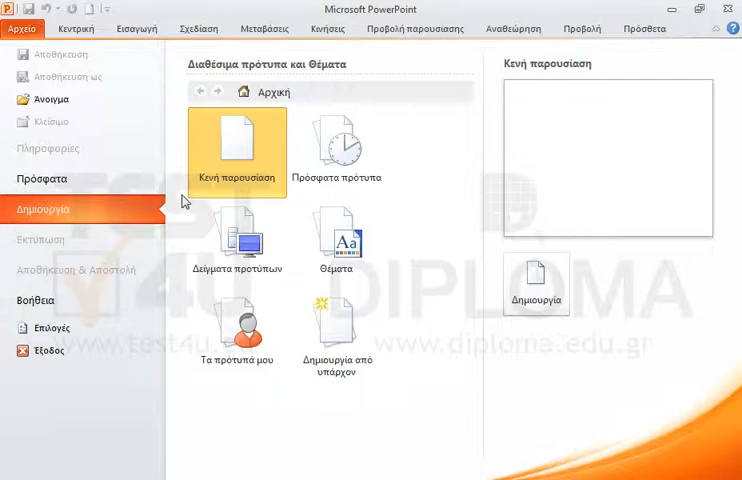 Microsoft PowerPoint
Αρχείο Κεντρική Εισαγωγή Σχεδίαση Μεταβάσεις Κινήσεις Προβολή παρουσίασης Αναθεώρηση Προβολή Πρόσθετα
Αποθήκευση
Αποθήκευση ως
Άνοιγμα
Κλείσιμο
Πληροφορίες
Πρόσφατα
Δημιουργία
Εκτύπωση
Αποθήκευση & Αποστολή
Βοήθεια
Επιλογές
Έξοδος
Διαθέσιμα πρότυπα και Θέματα
Αρχική
Κενή παρουσίαση
Πρόσφατα πρότυπα
Δείγματα προτύπων
Θέματα
Τα πρότυπά μου
Δημιουργία από
υπάρχον
Κενή παρουσίαση
Δημιουργία
TEST
4U DIPLOMA
www.test4u.eu www.diploma.edu.gr